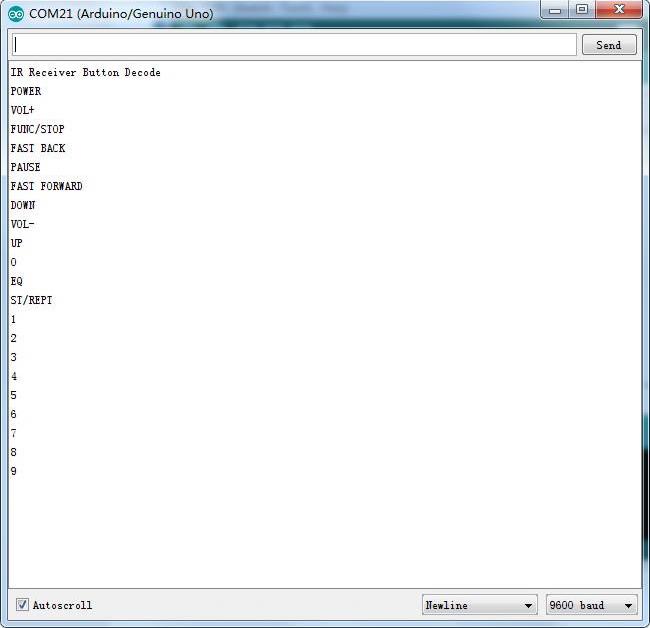 COM21 (Arduino/Genuino Uno)
Send
IR Receiver Button Decode
POWER
VOL+
FUNC/STOP
FAST BACK
PAUSE
FAST FORWARD
DOWN
VOL-
UP
0
EQ
ST/REPT
1
2
3
4
5
6
7
8
9
Autoscroll
Newline
9600 baud